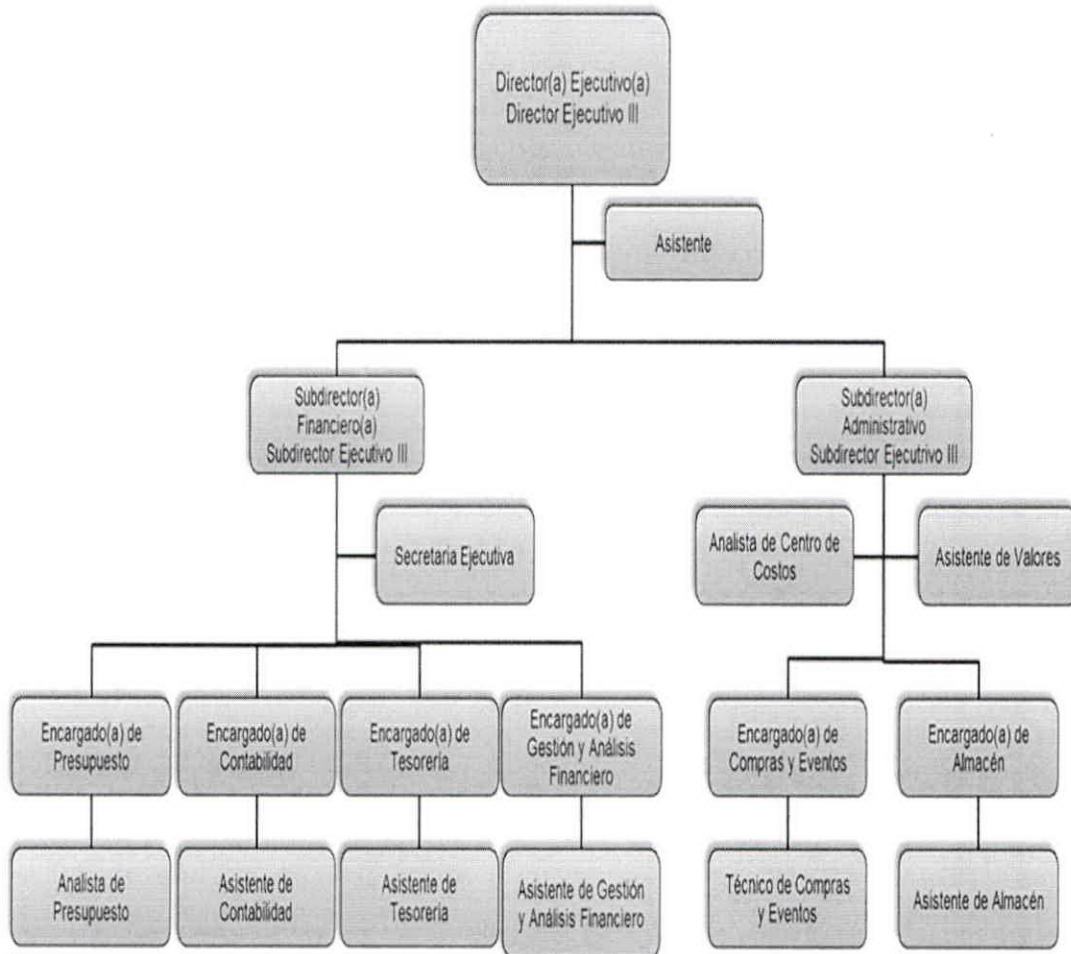 Director(a) Ejecutivo(a)
Director Ejecutivo III
Asistente
Subdirector(a)
Financiero(a)
Subdirector Ejecutivo III
Subdirector(a)
Administrativo
Subdirector Ejecutrivo III
Secretaria Ejecutiva
Analista de Centro de
Costos
Asistente de Valores
Encargado(a) de
Presupuesto
Encargado(a) de
Contabilidad
Encargado(a) de
Tesorería
Encargado(a) de
Gestión y Análisis
Financiero
Encargado(a) de
Compras y Eventos
Encargado(a) de
Almacén
Analista de
Presupuesto
Asistente de
Contabilidad
Asistente de
Tesorería
Asistente de Gestión
y Análisis Financiero
Técnico de Compras
y Eventos
Asistente de Almacén